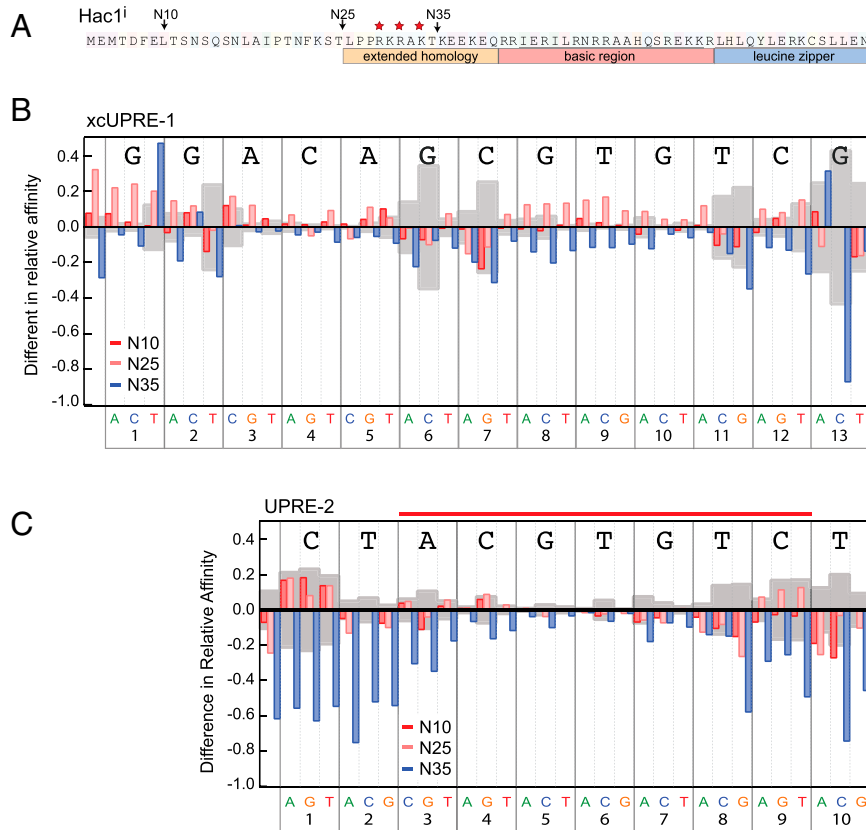 A
Hac1i
N10 N25 N35
MEMTDFELTSNSQSNLAIPTNFKSTLPPRKRAKTKEEKEQRRIERILRNRRAAHQSREKKRLHLQYLERKCSLLEN
extended homology basic region leucine zipper
B
xcUPRE-1
G G A C A G C G T G T C G
Different in relative affinity
0.4
0.2
0.0
-0.2
-0.4
-0.6
-0.8
-1.0
N10
N25
N35
A C T A C T C G T A G T C G T A C T A G T A C T A C G A C T A C G A G T A C T
1 2 3 4 5 6 7 8 9 10 11 12 13
C
UPRE-2
C T A C G T G T C T
Difference in Relative Affinity
0.4
0.2
0.0
-0.2
-0.4
-0.6
-0.8
-1.0
N10
N25
N35
A G T A C G C G T A G T A C T A C G A C T A C G A G T A C G
1 2 3 4 5 6 7 8 9 10